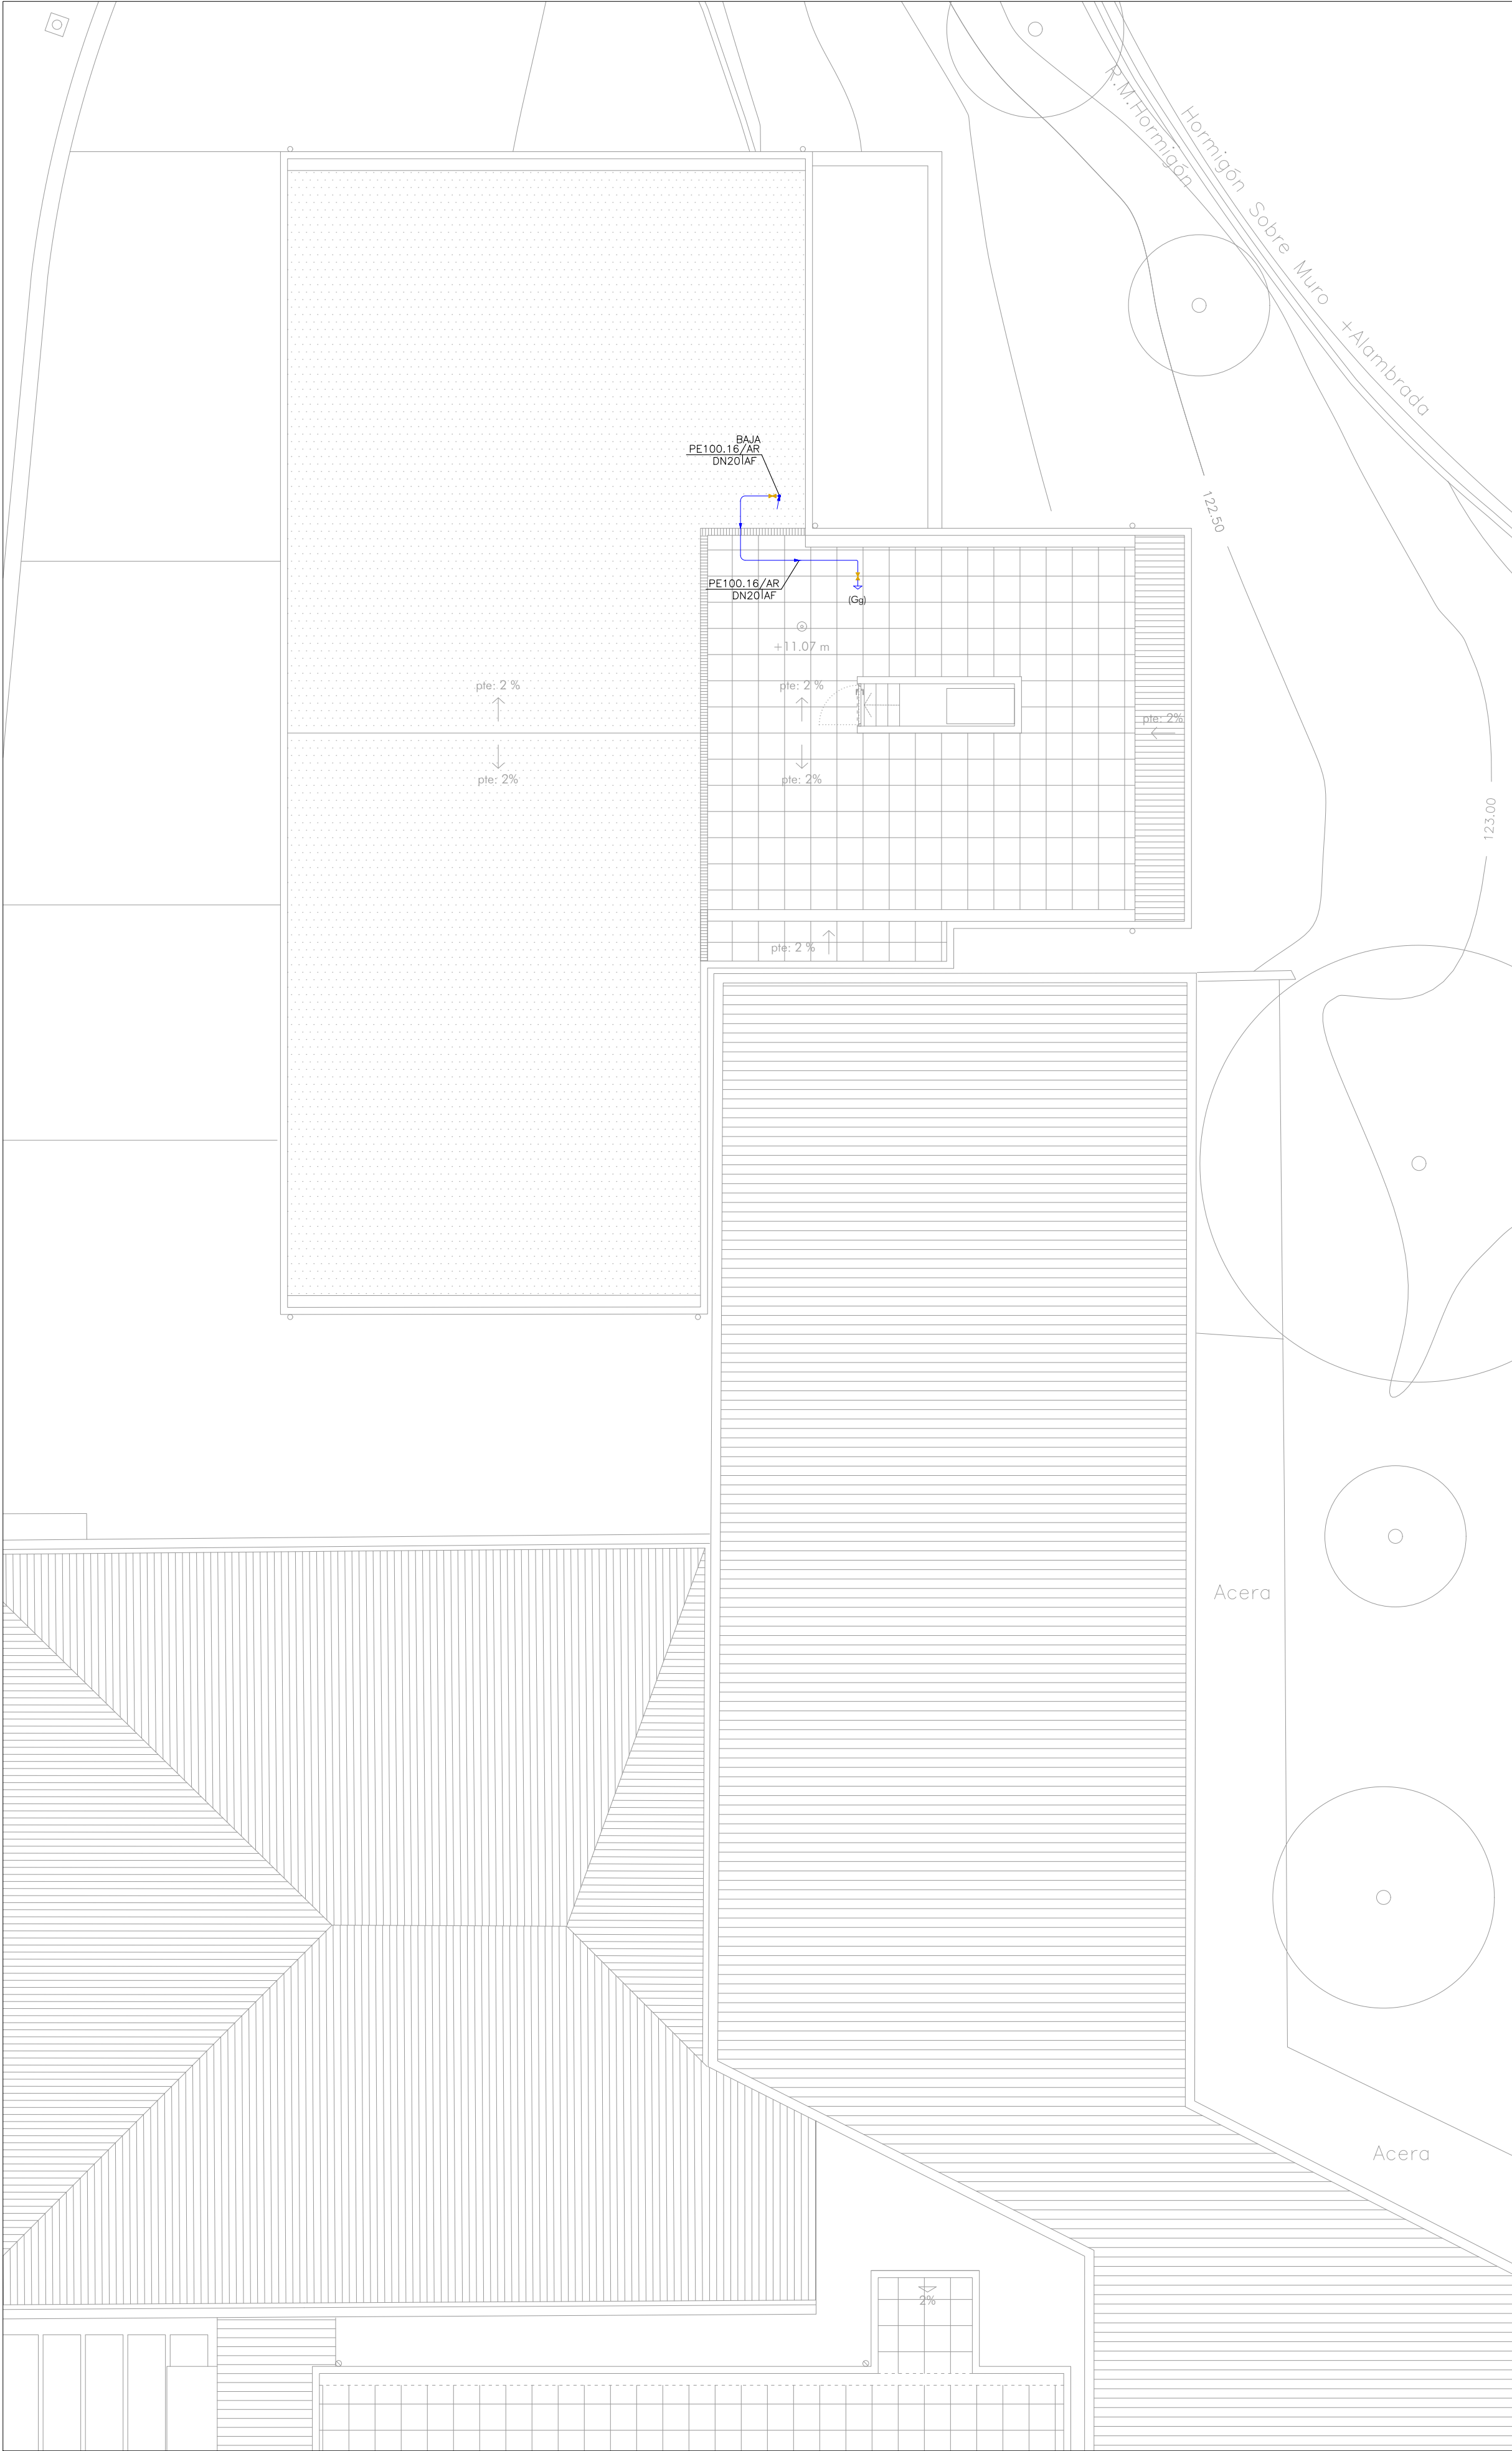 R.M.Hormigón
Hormigón Sobre Muro +Alambrada
BAJA
PE100.16/AR
DN20 AF
122.50
PE100.16/AR
DN20 AF
(Gg)
+11.07 m
pte: 2 %
pte: 2 %
pte: 2%
pte: 2%
pte: 2%
123.00
pte: 2 %
Acera
Acera
2%